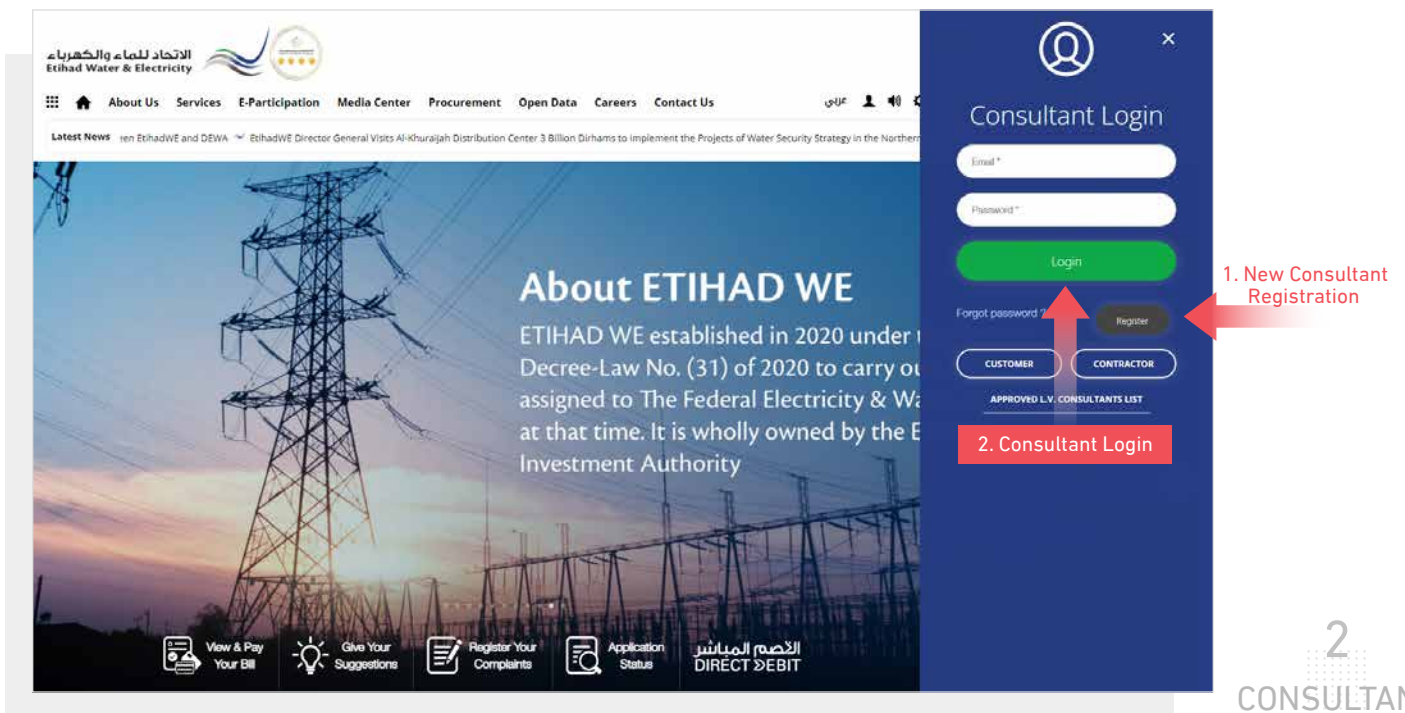 الاتحاد للماء والكهرباء
Etihad Water & Electricity
About Us Services E-Participation Media Center Procurement Open Data Careers Contact Us عربي
Latest News ren EtihadWE and DEWA EtihadWE Director General Visits Al-Khuraijah Distribution Center 3 Billion Dirhams to Implement the Projects of Water Security Strategy in the Northern
About ETIHAD WE
ETIHAD WE established in 2020 under
Decree-Law No. (31) of 2020 to carry ou
assigned to The Federal Electricity & Wa
at that time. It is wholly owned by the E
Investment Authority
View & Pay
Your Bill
Give Your
Suggestions
Register Your
Complaints
Application
Status
الخصم المباشر
DIRECT DEBIT
Consultant Login
Email *
Password *
Login
Forgot password ?
Register
CUSTOMER
CONTRACTOR
APPROVED L.V. CONSULTANTS LIST
2. Consultant Login
1. New Consultant
Registration
2
CONSULTAN